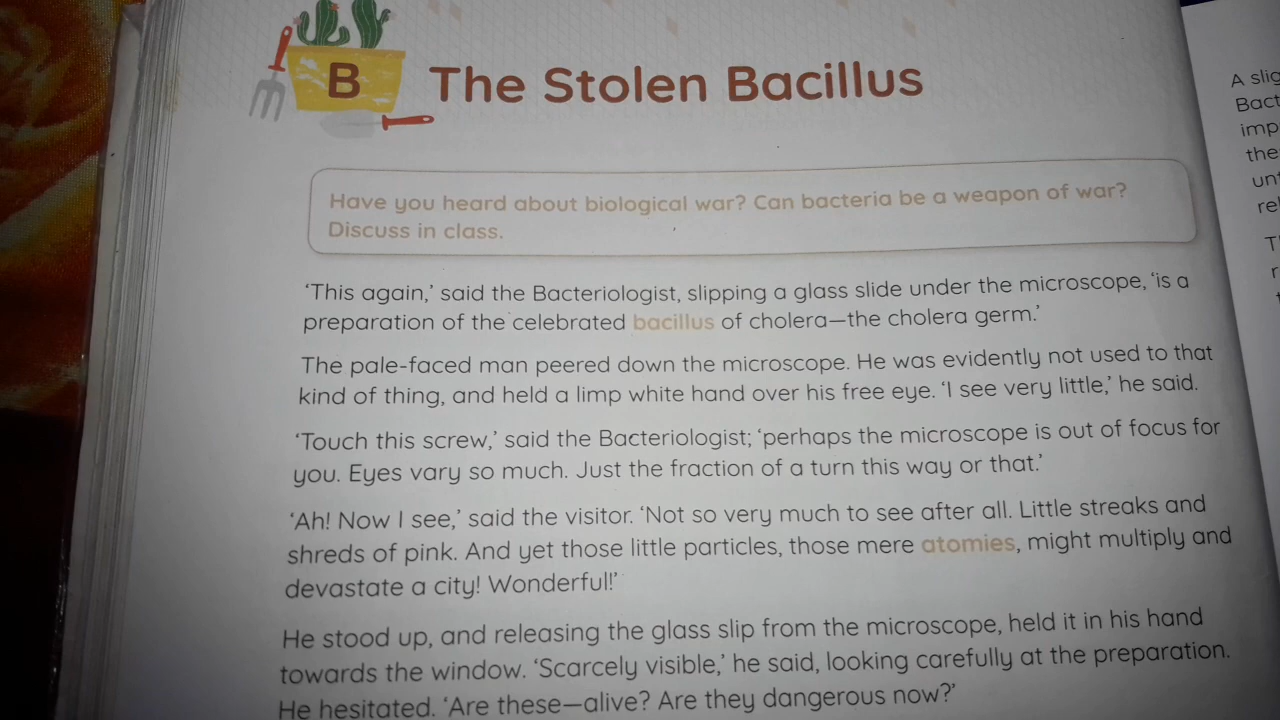 B
The Stolen Bacillus
Have you heard about biological war? Can bacteria be a weapon of war?
Discuss in class.
‘This again,’ said the Bacteriologist, slipping a glass slide under the microscope, ‘is a
preparation of the celebrated bacillus of cholera—the cholera germ.’
The pale-faced man peered down the microscope. He was evidently not used to that
kind of thing, and held a limp white hand over his free eye. ‘I see very little,’ he said.
‘Touch this screw,’ said the Bacteriologist; ‘perhaps the microscope is out of focus for
you. Eyes vary so much. Just the fraction of a turn this way or that.’
‘Ah! Now I see,’ said the visitor. ‘Not so very much to see after all. Little streaks and
shreds of pink. And yet those little particles, those mere atomies, might multiply and
devastate a city! Wonderful!’
He stood up, and releasing the glass slip from the microscope, held it in his hand
towards the window. ‘Scarcely visible,’ he said, looking carefully at the preparation.
He hesitated. ‘Are these—alive? Are they dangerous now?’
A
the